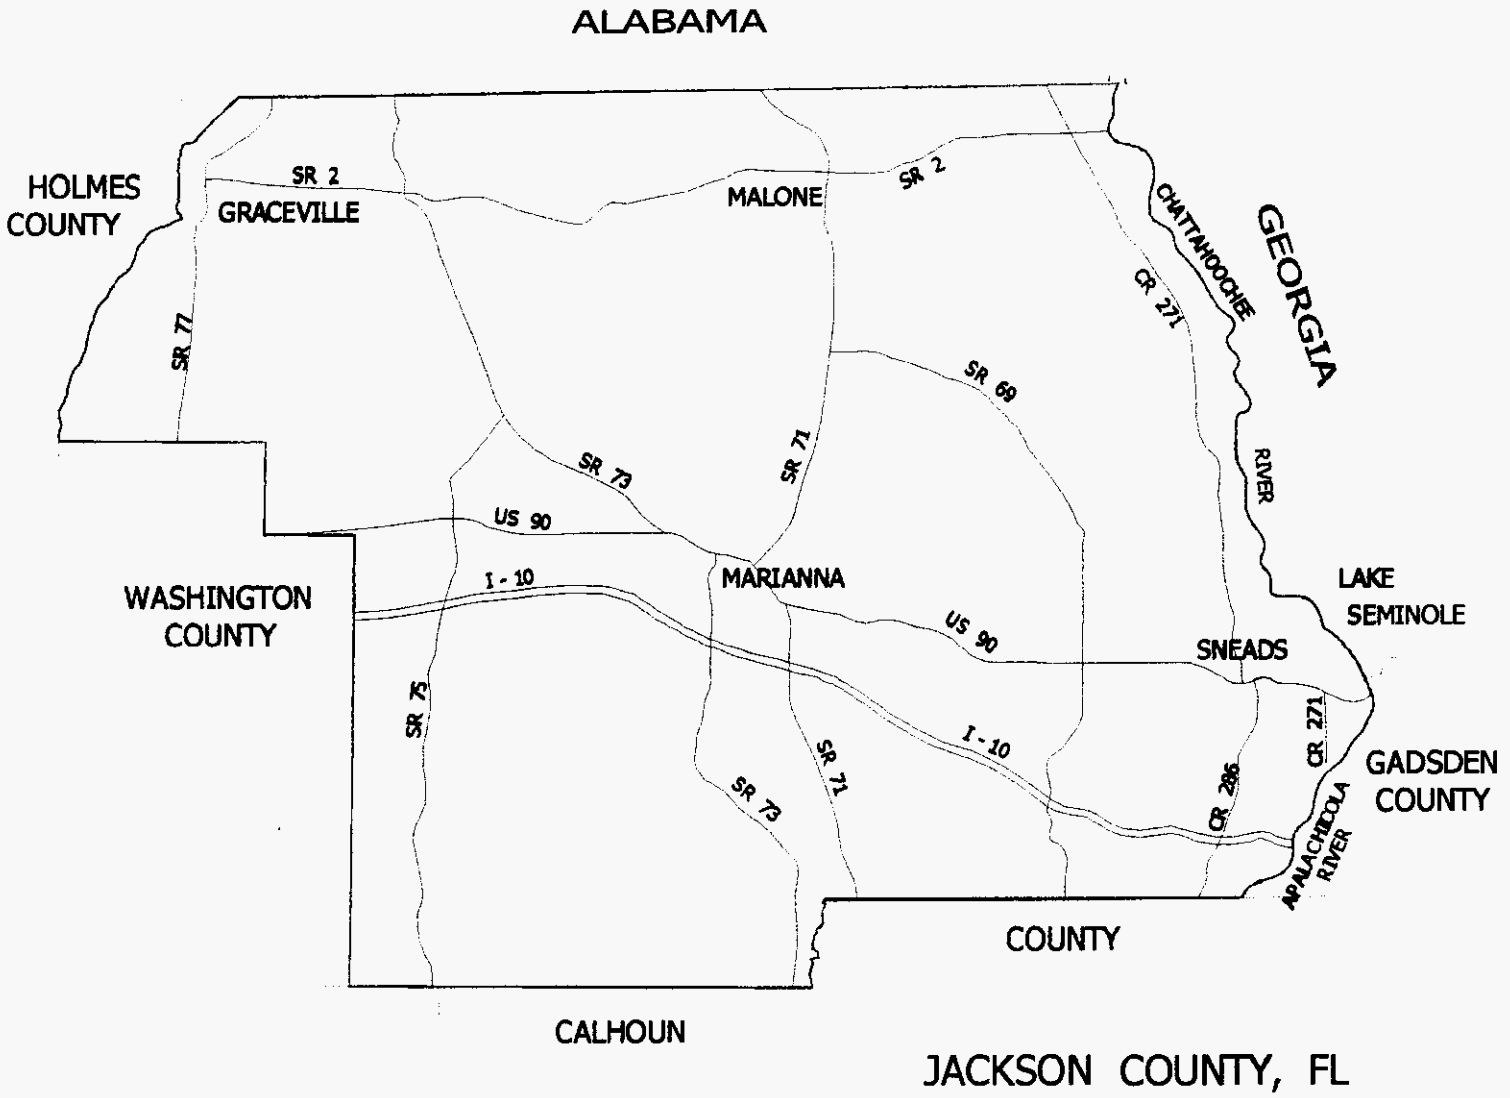 ALABAMA
HOLMES
COUNTY
SR 2
GRACEVILLE
MALONE
SR 2
CHATTAHOOCHEE
GEORGIA
CR 271
SR 77
SR 69
SR 71
SR 73
RIVER
US 90
I - 10
MARIANNA
LAKE
SEMINOLE
WASHINGTON
COUNTY
US 90
SNEADS
SR 75
CR 271
I - 10
SR 71
SR 73
CR 286
GADSDEN
COUNTY
APALACHICOLA
RIVER
COUNTY
CALHOUN
JACKSON COUNTY, FL